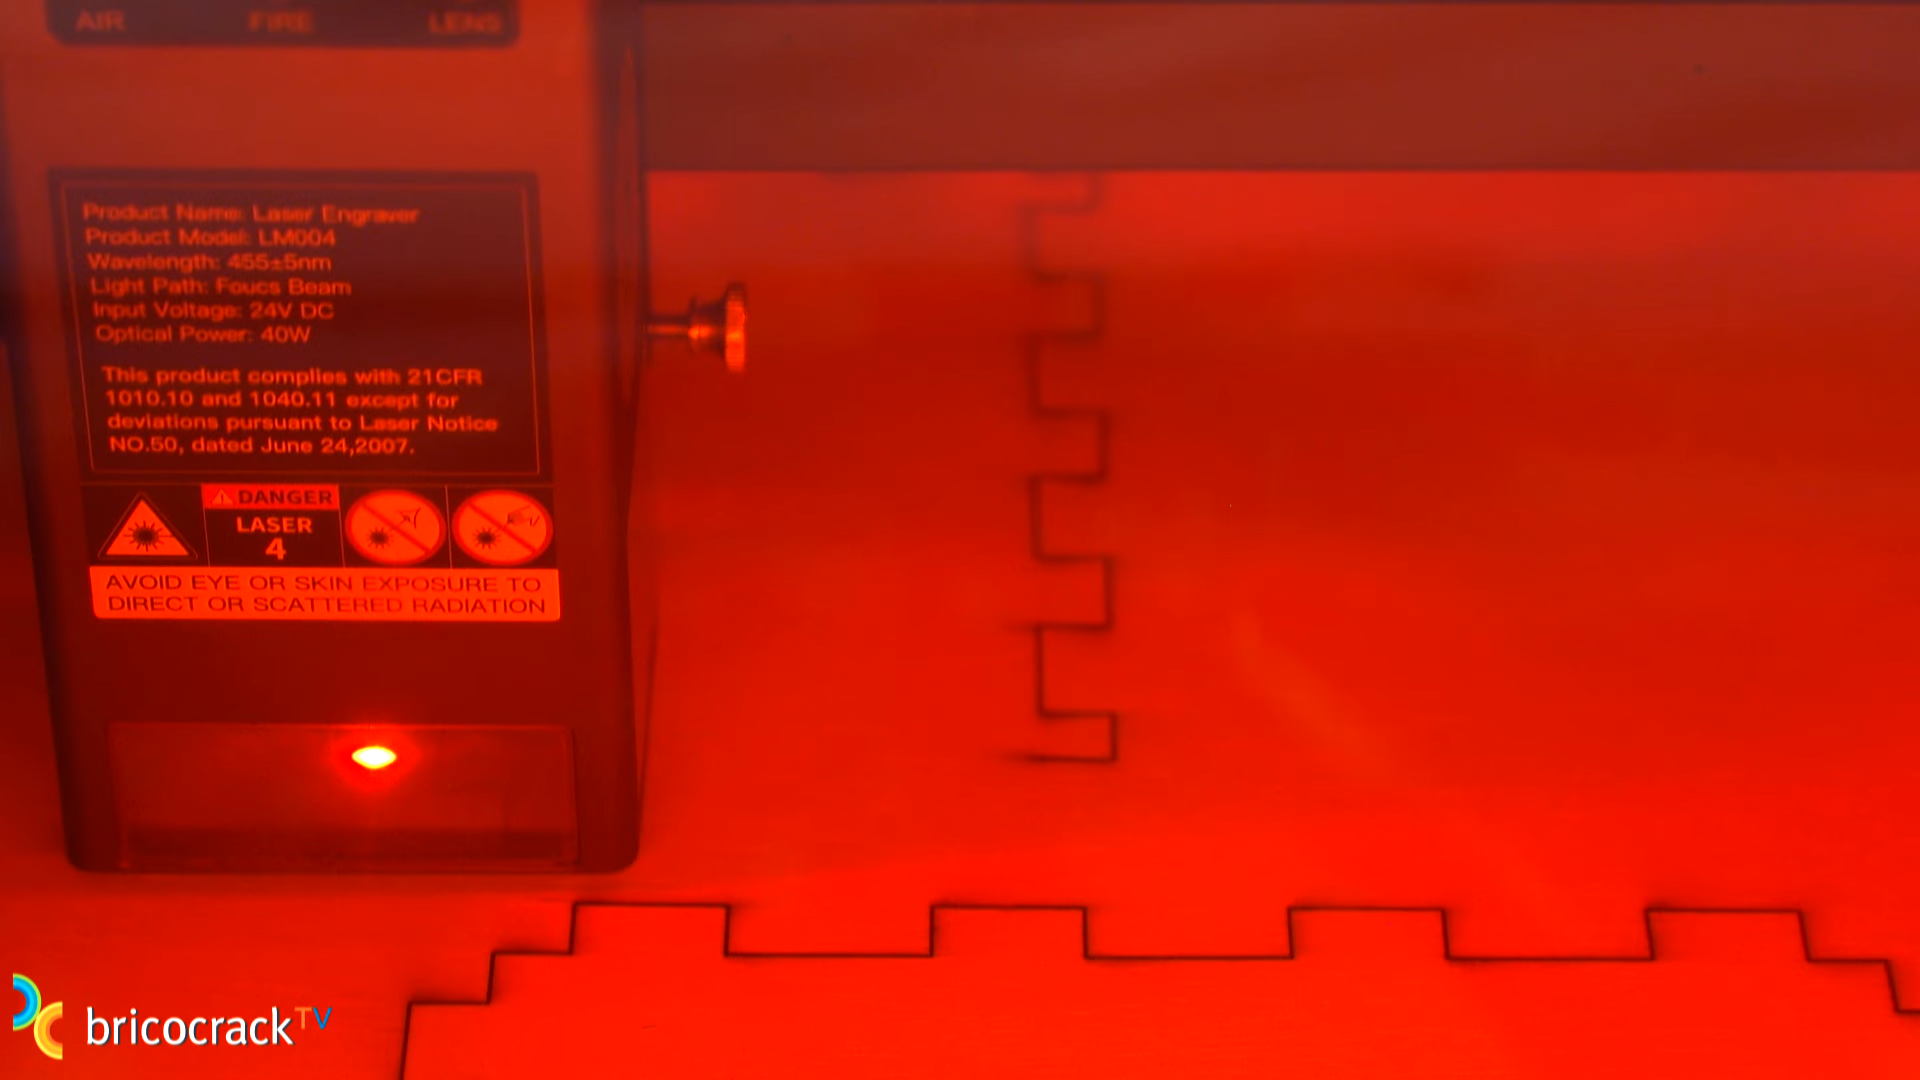 AIR FIRE LENS
Product Name: Laser Engraver
Product Model: LM004
Wavelength: 455±5nm
Light Path: Foucs Beam
Input Voltage: 24V DC
Optical Power: 40W
This product complies with 21CFR
1010.10 and 1040.11 except for
deviations pursuant to Laser Notice
NO.50, dated June 24,2007.
DANGER
LASER
4
AVOID EYE OR SKIN EXPOSURE TO
DIRECT OR SCATTERED RADIATION
bricocrackTV